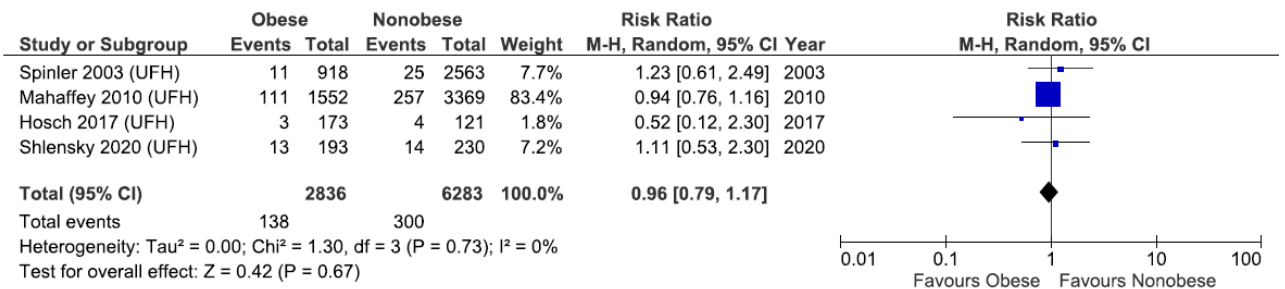 Obese Nonobese Risk Ratio Risk Ratio
Study or Subgroup Events Total Events Total Weight M-H, Random, 95% CI Year M-H, Random, 95% CI
Spinler 2003 (UFH) 11 918 25 2563 7.7% 1.23 [0.61, 2.49] 2003
Mahaffey 2010 (UFH) 111 1552 257 3369 83.4% 0.94 [0.76, 1.16] 2010
Hosch 2017 (UFH) 3 173 4 121 1.8% 0.52 [0.12, 2.30] 2017
Shlensky 2020 (UFH) 13 193 14 230 7.2% 1.11 [0.53, 2.30] 2020
Total (95% CI) 2836 6283 100.0% 0.96 [0.79, 1.17]
Total events 138 300
Heterogeneity: Tau² = 0.00; Chi² = 1.30, df = 3 (P = 0.73); I² = 0%
Test for overall effect: Z = 0.42 (P = 0.67)
0.01 0.1 1 10 100
Favours Obese Favours Nonobese